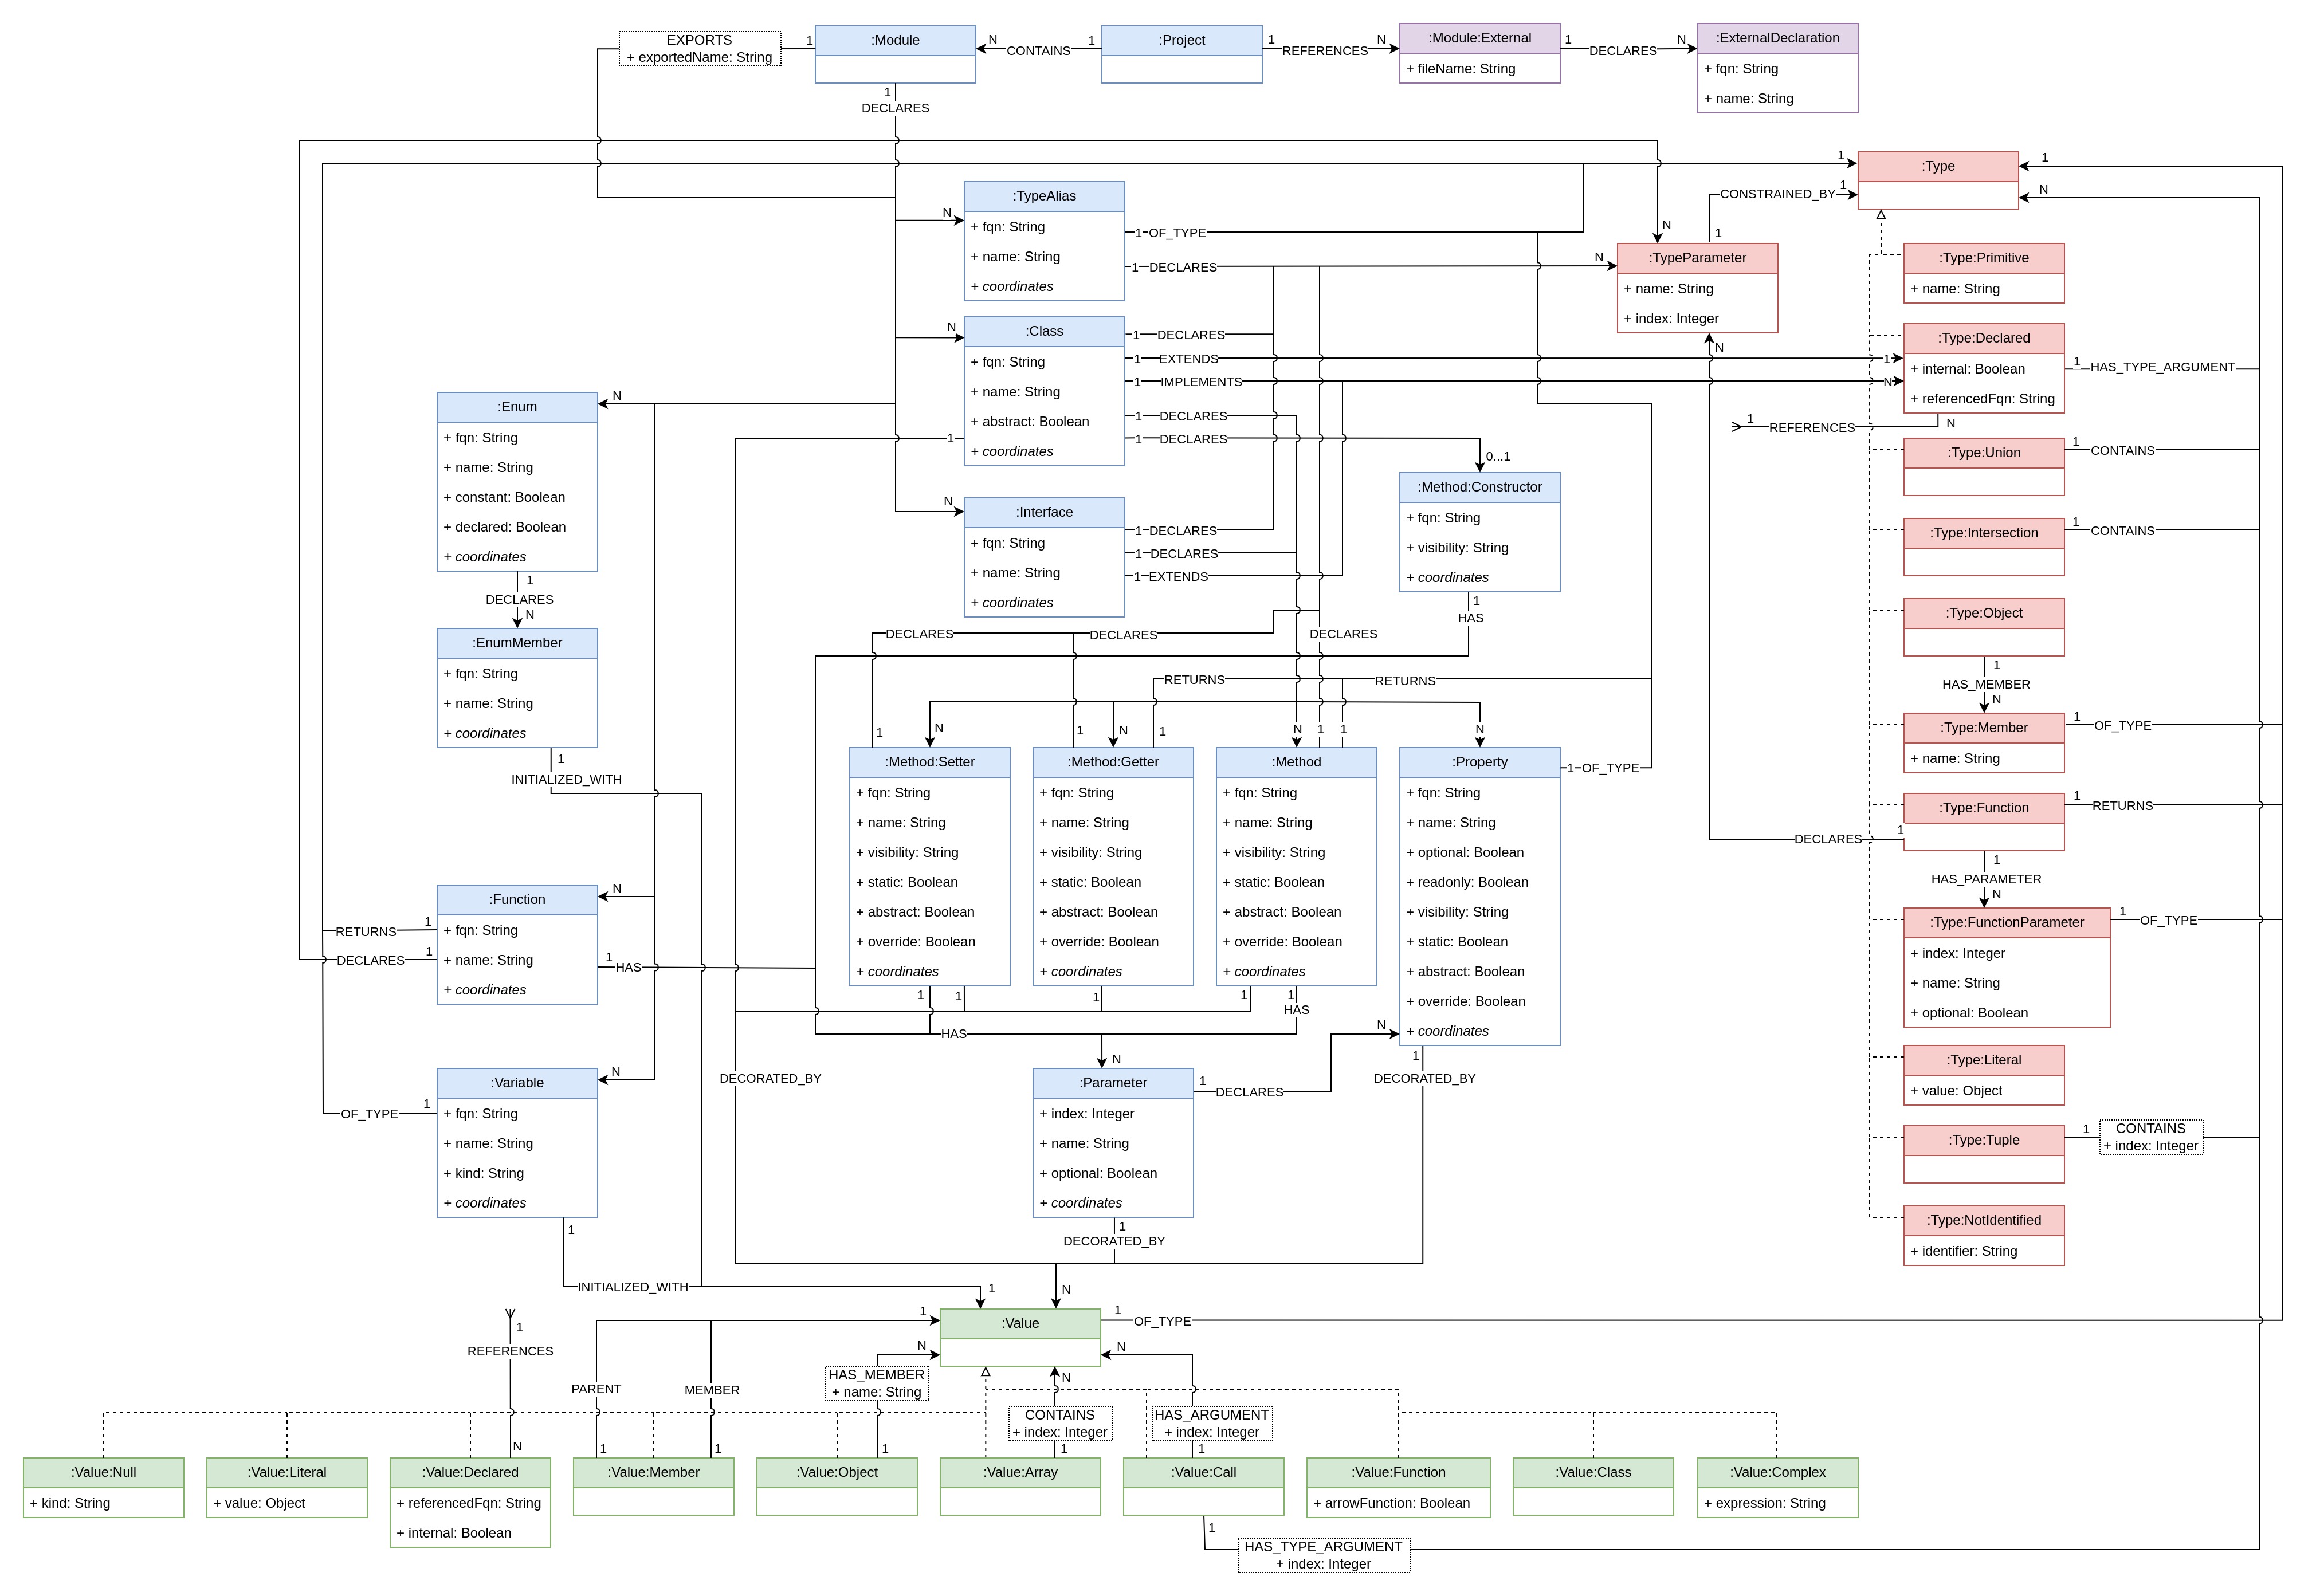 EXPORTS
+ exportedName: String
1
:Module
N
CONTAINS
1
:Project
1
REFERENCES
N
:Module:External
+ fileName: String
1
DECLARES
N
:ExternalDeclaration
+ fqn: String
+ name: String
1
DECLARES
1
:Type
1
N
CONSTRAINED_BY
1
1
N
:TypeAlias
+ fqn: String
+ name: String
+ coordinates
N
1
OF_TYPE
1
DECLARES
N
N
:TypeParameter
+ name: String
+ index: Integer
N
:Type:Primitive
+ name: String
:Class
+ fqn: String
+ name: String
+ abstract: Boolean
+ coordinates
N
1
1
DECLARES
1
EXTENDS
1
1
IMPLEMENTS
N
1
DECLARES
1
DECLARES
0...1
:Type:Declared
+ internal: Boolean
+ referencedFqn: String
1
HAS_TYPE_ARGUMENT
N
1
REFERENCES
:Type:Union
1
CONTAINS
:Enum
+ fqn: String
+ name: String
+ constant: Boolean
+ declared: Boolean
+ coordinates
N
1
DECLARES
N
:Interface
+ fqn: String
+ name: String
+ coordinates
N
1
DECLARES
1
DECLARES
1
EXTENDS
:Method:Constructor
+ fqn: String
+ visibility: String
+ coordinates
1
HAS
:Type:Intersection
1
CONTAINS
:Type:Object
1
HAS_MEMBER
N
:EnumMember
+ fqn: String
+ name: String
+ coordinates
1
INITIALIZED_WITH
DECLARES
DECLARES
DECLARES
RETURNS
RETURNS
1
N
1
N
1
N
1
1
N
:Type:Member
+ name: String
1
OF_TYPE
:Method:Setter
+ fqn: String
+ name: String
+ visibility: String
+ static: Boolean
+ abstract: Boolean
+ override: Boolean
+ coordinates
:Method:Getter
+ fqn: String
+ name: String
+ visibility: String
+ static: Boolean
+ abstract: Boolean
+ override: Boolean
+ coordinates
:Method
+ fqn: String
+ name: String
+ visibility: String
+ static: Boolean
+ abstract: Boolean
+ override: Boolean
+ coordinates
:Property
+ fqn: String
+ name: String
+ optional: Boolean
+ readonly: Boolean
+ visibility: String
+ static: Boolean
+ abstract: Boolean
+ override: Boolean
+ coordinates
1
OF_TYPE
:Type:Function
1
RETURNS
DECLARES
1
1
HAS_PARAMETER
N
:Function
+ fqn: String
+ name: String
+ coordinates
N
RETURNS
1
DECLARES
1
1
HAS
:Type:FunctionParameter
+ index: Integer
+ name: String
+ optional: Boolean
1
OF_TYPE
1
1
1
1
1
HAS
HAS
N
N
1
DECORATED_BY
DECORATED_BY
:Variable
+ fqn: String
+ name: String
+ kind: String
+ coordinates
N
OF_TYPE
1
1
INITIALIZED_WITH
:Parameter
+ index: Integer
+ name: String
+ optional: Boolean
+ coordinates
1
DECLARES
1
DECORATED_BY
:Type:Literal
+ value: Object
:Type:Tuple
1
CONTAINS
+ index: Integer
:Type:NotIdentified
+ identifier: String
1
N
:Value
1
1
OF_TYPE
N
N
N
1
REFERENCES
N
PARENT
1
MEMBER
1
HAS_MEMBER
+ name: String
1
CONTAINS
+ index: Integer
1
HAS_ARGUMENT
+ index: Integer
1
:Value:Null
+ kind: String
:Value:Literal
+ value: Object
:Value:Declared
+ referencedFqn: String
+ internal: Boolean
:Value:Member
:Value:Object
:Value:Array
:Value:Call
:Value:Function
+ arrowFunction: Boolean
:Value:Class
:Value:Complex
+ expression: String
1
HAS_TYPE_ARGUMENT
+ index: Integer